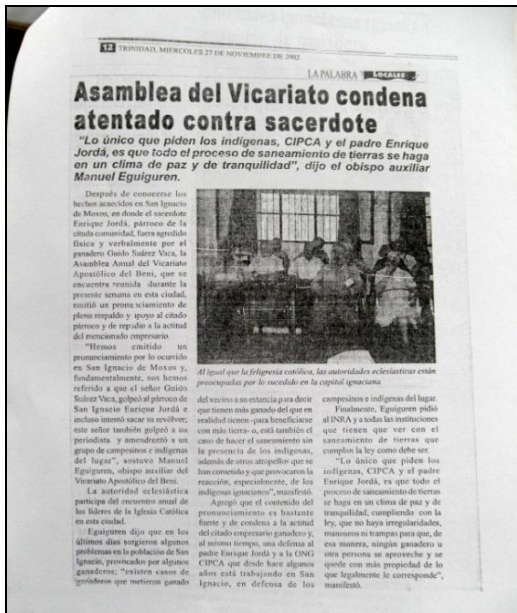 12 TRINIDAD, MIERCOLES 27 DE NOVIEMBRE DE 2002
LA PALABRA LOCALES
Asamblea del Vicariato condena
atentado contra sacerdote
"Lo único que piden los indígenas, CIPCA y el padre Enrique
Jordá, es que todo el proceso de saneamiento de tierras se haga
en un clima de paz y de tranquilidad", dijo el obispo auxiliar
Manuel Eguiguren.
Después de conocerse los
hechos acaecidos en San Ignacio
de Moxos, en donde el sacerdote
Enrique Jordá, párroco de la
citada comunidad, fuera agredido
física y verbalmente por el
ganadero Guido Suárez Vaca, la
Asamblea Anual del Vicariato
Apostólico del Beni, que se
encuentra reunida durante la
presente semana en esta ciudad,
emitió un pronunciamiento de
pleno respaldo y apoyo al citado
párroco y de repudio a la actitud
del mencionado empresario.
"Hemos emitido un
pronunciamiento por lo ocurrido
en San Ignacio de Moxos y,
fundamentalmente, nos hemos
referido a que el señor Guido
Suárez Vaca, golpeó al párroco de
San Ignacio Enrique Jordá e
incluso intentó sacar su revólver;
este señor también golpeó a un
periodista y amendrentó a un
grupo de campesinos e indígenas
del lugar", sostuvo Manuel
Eguiguren, obispo auxiliar del
Vicariato Apostólico del Beni.
La autoridad eclesiástica
participa del encuentro anual de
los líderes de la Iglesia Católica
en esta ciudad.
Eguiguren dijo que en los
últimos días surgieron algunos
problemas en la población de San
Ignacio, provocados por algunos
ganaderos; "existen casos de
ganaderos que metieron ganado
Al igual que la feligresía católica, las autoridades eclesiásticas están
preocupadas por lo sucedido en la capital ignaciana.
del vecino a su estancia para decir
que tienen más ganado del que en
realidad tienen -para beneficiarse
con más tierra- o, está también el
caso de hacer el saneamiento sin
la presencia de los indígenas,
además de otros atropellos que se
han cometido y que provocaron la
reacción, especialmente, de los
indígenas ignacianos", manifestó.
Agregó que el contenido del
pronunciamiento es bastante
fuerte y de condena a la actitud
del citado empresario ganadero y,
al mismo tiempo, una defensa al
padre Enrique Jordá y a la ONG
CIPCA que desde hace algunos
años está trabajando en San
Ignacio, en defensa de los
campesinos e indígenas del lugar.
Finalmente, Eguiguren pidió
al INRA y a todas las instituciones
que tienen que ver con el
saneamiento de tierras que
cumplen la ley como debe ser.
"Lo único que piden los
indígenas, CIPCA y el padre
Enrique Jordá, es que todo el
proceso de saneamiento de tierras
se haga en un clima de paz y de
tranquilidad, cumpliendo con la
ley, que no haya irregularidades,
manoseos ni trampas para que, de
esa manera, ningún ganadero u
otra persona se aproveche y se
quede con más propiedad de lo
que legalmente le corresponde",
manifestó.